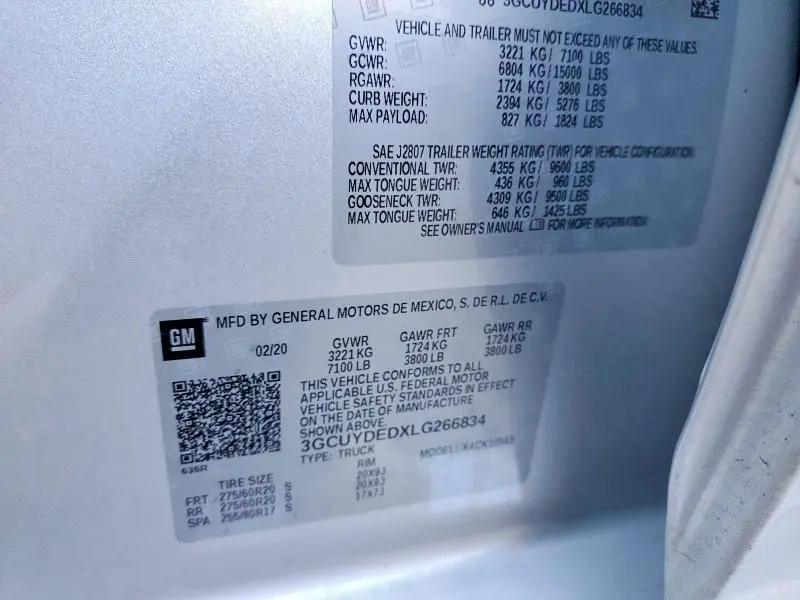 3GCUYDEDXLG266834
VEHICLE AND TRAILER MUST NOT EXCEED ANY OF THESE VALUES.
GVWR: 3221 KG/ 7100 LBS
GCWR: 6804 KG/15000 LBS
RGAWR: 1724 KG/ 3800 LBS
CURB WEIGHT: 2394 KG/ 5276 LBS
MAX PAYLOAD: 827 KG/ 1824 LBS
SAE J2807 TRAILER WEIGHT RATING (TWR) FOR VEHICLE CONFIGURATION
CONVENTIONAL TWR: 4355 KG/ 9600 LBS
MAX TONGUE WEIGHT: 436 KG/ 960 LBS
GOOSENECK TWR: 4309 KG/ 9500 LBS
MAX TONGUE WEIGHT: 646 KG/ 1425 LBS
SEE OWNER'S MANUAL FOR MORE INFORMATION
GM MFD BY GENERAL MOTORS DE MEXICO, S. DE R.L. DE C.V.
02/20 GVWR GAWR FRT GAWR RR
3221 KG 1724 KG 1724 KG
7100 LB 3800 LB 3800 LB
THIS VEHICLE CONFORMS TO ALL
APPLICABLE U.S. FEDERAL MOTOR
VEHICLE SAFETY STANDARDS IN EFFECT
ON THE DATE OF MANUFACTURE
SHOWN ABOVE.
3GCUYDEDXLG266834
636R
TYPE: TRUCK MODEL:
TIRE SIZE RIM
FRT 275/60R20 S 20X9J
RR 275/60R20 S 20X9J
SPA 255/80R17 S 17X7J